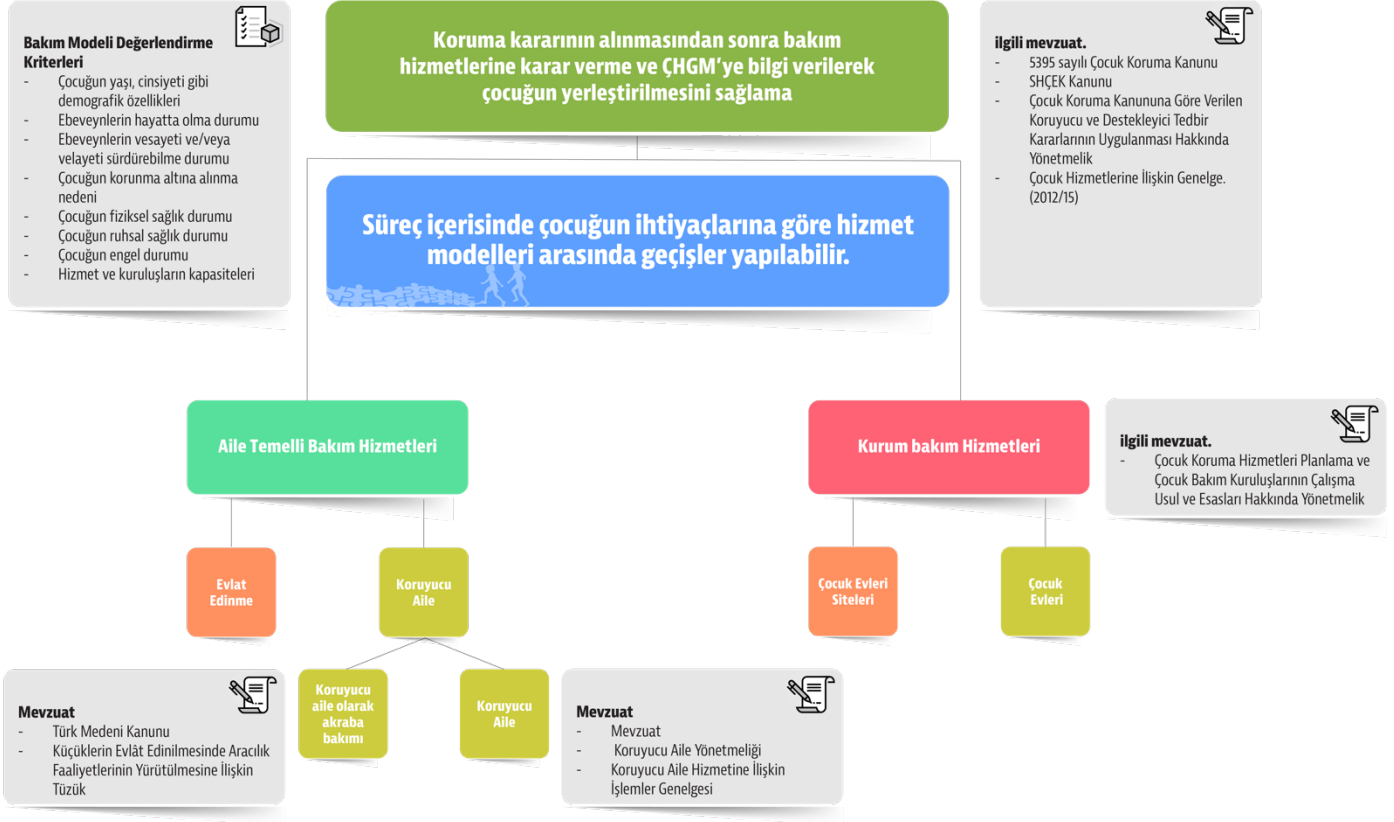 Bakım Modeli Değerlendirme
Kriterleri
- Çocuğun yaşı, cinsiyeti gibi
demografik özellikleri
- Ebeveynlerin hayatta olma durumu
- Ebeveynlerin vesayeti ve/veya
velayeti sürdürebilme durumu
- Çocuğun korunma altına alınma
nedeni
- Çocuğun fiziksel sağlık durumu
- Çocuğun ruhsal sağlık durumu
- Çocuğun engel durumu
- Hizmet ve kuruluşların kapasiteleri
Koruma kararının alınmasından sonra bakım
hizmetlerine karar verme ve ÇHGM’ye bilgi verilerek
çocuğun yerleştirilmesini sağlama
ilgili mevzuat.
- 5395 sayılı Çocuk Koruma Kanunu
- SHÇEK Kanunu
- Çocuk Koruma Kanununa Göre Verilen
Koruyucu ve Destekleyici Tedbir
Kararlarının Uygulanması Hakkında
Yönetmelik
- Çocuk Hizmetlerine İlişkin Genelge.
(2012/15)
Süreç içerisinde çocuğun ihtiyaçlarına göre hizmet
modelleri arasında geçişler yapılabilir.
Aile Temelli Bakım Hizmetleri
Kurum bakım Hizmetleri
ilgili mevzuat.
- Çocuk Koruma Hizmetleri Planlama ve
Çocuk Bakım Kuruluşlarının Çalışma
Usul ve Esasları Hakkında Yönetmelik
Evlat
Edinme
Koruyucu
Aile
Çocuk Evleri
Siteleri
Çocuk
Evleri
Mevzuat
- Türk Medeni Kanunu
- Küçüklerin Evlât Edinilmesinde Aracılık
Faaliyetlerinin Yürütülmesine İlişkin
Tüzük
Koruyucu
aile olarak
akraba
bakımı
Koruyucu
Aile
Mevzuat
- Mevzuat
- Koruyucu Aile Yönetmeliği
- Koruyucu Aile Hizmetine İlişkin
İşlemler Genelgesi